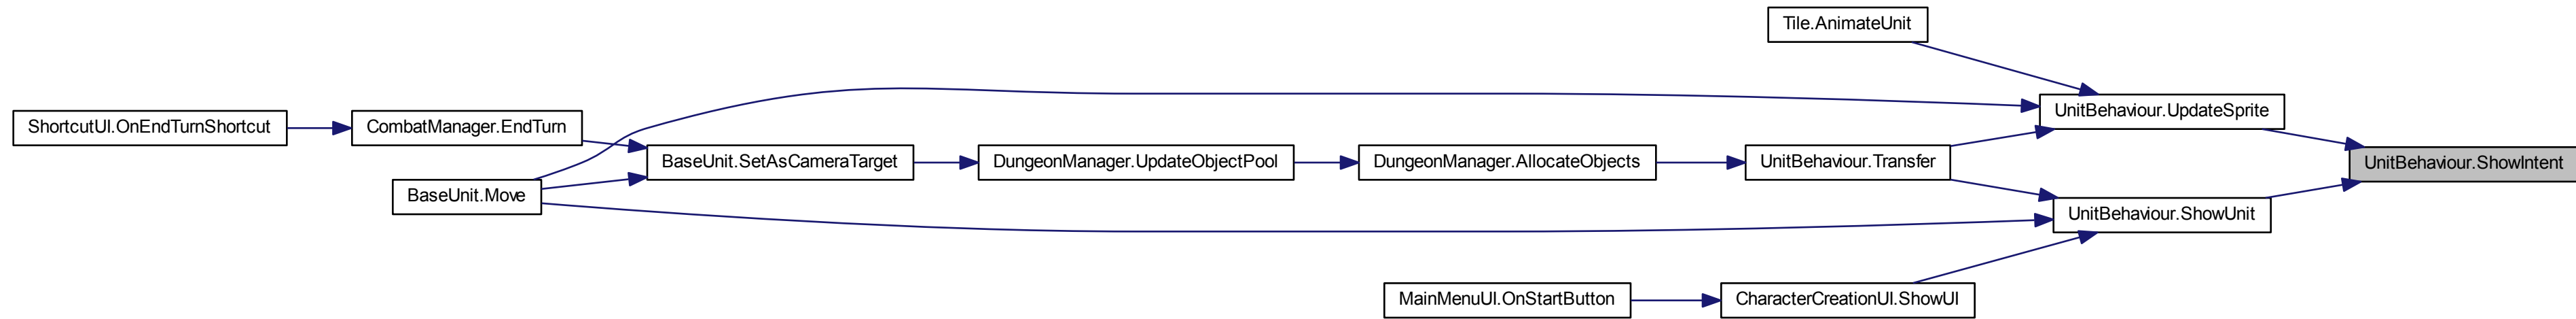 Tile.AnimateUnit
UnitBehaviour.UpdateSprite
ShortcutUI.OnEndTurnShortcut
CombatManager.EndTurn
BaseUnit.SetAsCameraTarget
DungeonManager.UpdateObjectPool
DungeonManager.AllocateObjects
UnitBehaviour.Transfer
UnitBehaviour.ShowIntent
BaseUnit.Move
UnitBehaviour.ShowUnit
MainMenuUI.OnStartButton
CharacterCreationUI.ShowUI